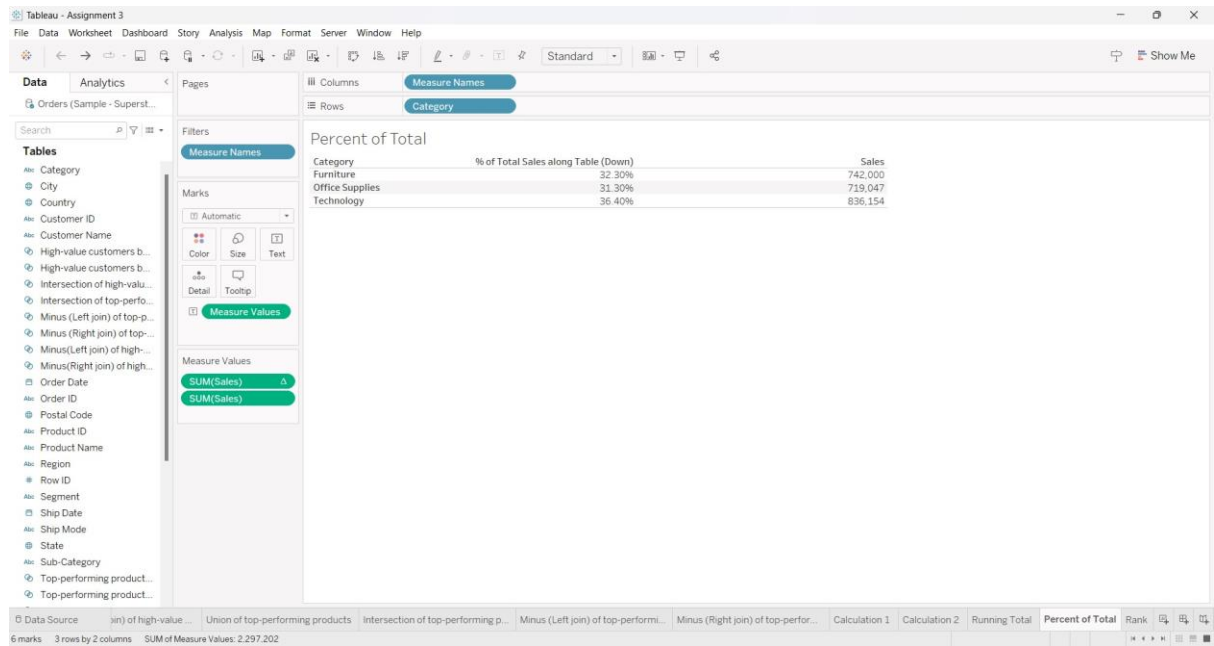 Tableau - Assignment 3
File Data Worksheet Dashboard Story Analysis Map Format Server Window Help
Standard
Show Me
Data Analytics
Orders (Sample - Superst...
Search
Tables
Abc Category
City
Country
Abc Customer ID
Abc Customer Name
High-value customers b...
High-value customers b...
Intersection of high-valu...
Intersection of top-perfo...
Minus (Left join) of top-p...
Minus (Right join) of top-...
Minus(Left join) of high-...
Minus(Right join) of high...
Order Date
Abc Order ID
Postal Code
Abc Product ID
Abc Product Name
Abc Region
# Row ID
Abc Segment
Ship Date
Abc Ship Mode
State
Abc Sub-Category
Top-performing product...
Top-performing product...
Pages
Filters
Measure Names
Marks
Automatic
Color Size Text
Detail Tooltip
Measure Values
Measure Values
SUM(Sales) Δ
SUM(Sales)
Columns Measure Names
Rows Category
Percent of Total
Category % of Total Sales along Table (Down) Sales
Furniture 32.30% 742,000
Office Supplies 31.30% 719,047
Technology 36.40% 836,154
Data Source oin) of high-value ... Union of top-performing products Intersection of top-performing p... Minus (Left join) of top-performi... Minus (Right join) of top-perfor... Calculation 1 Calculation 2 Running Total Percent of Total Rank
6 marks 3 rows by 2 columns SUM of Measure Values: 2,297,202